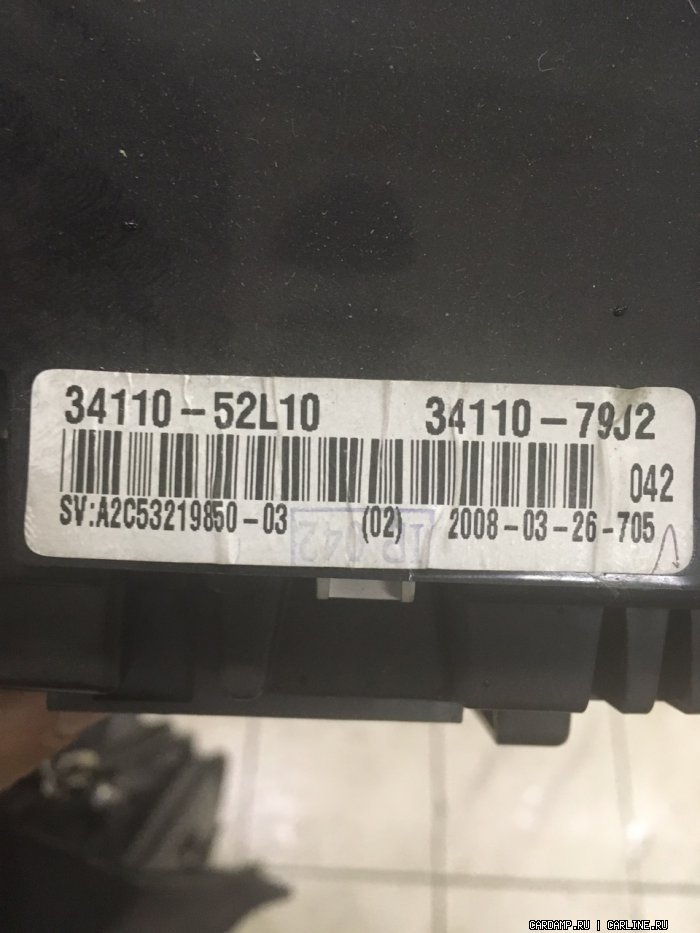 34110-52L10 34110-79J2
042
SV:A2C53219850-03 (02) 2008-03-26-705
CARDAMP.RU | CARLINE.RU